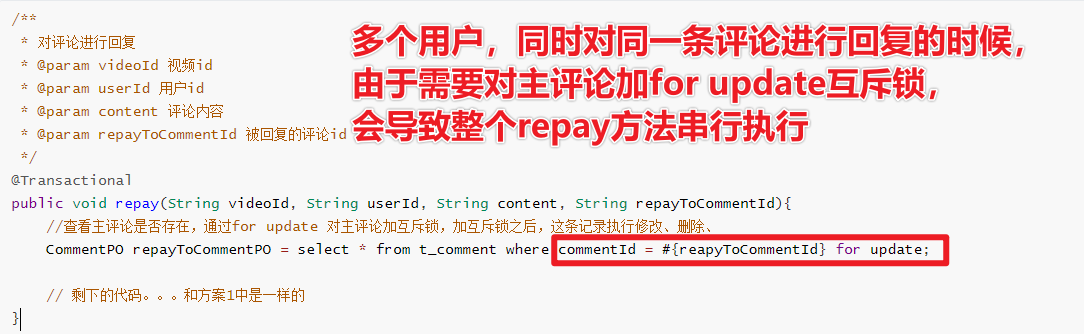 /**
多个用户，同时对同一条评论进行回复的时候，
* 对评论进行回复
* @param videoId 视频id
由于需要对主评论加for update互斥锁，
* @param userId 用户id
* @param content 评论内容
会导致整个repay方法串行执行
* @param repayToCommentId 被回复的评论id
*/
@Transactional
public void repay(String videoId, String userId, String content, String repayToCommentId){
//查看主评论是否存在，通过for update 对主评论加互斥锁，加互斥锁之后，这条记录执行修改、删除、
CommentPO repayToCommentPO = select * from t_comment where commentId = #{reapyToCommentId} for update;
// 剩下的代码。。。和方案1中是一样的
}